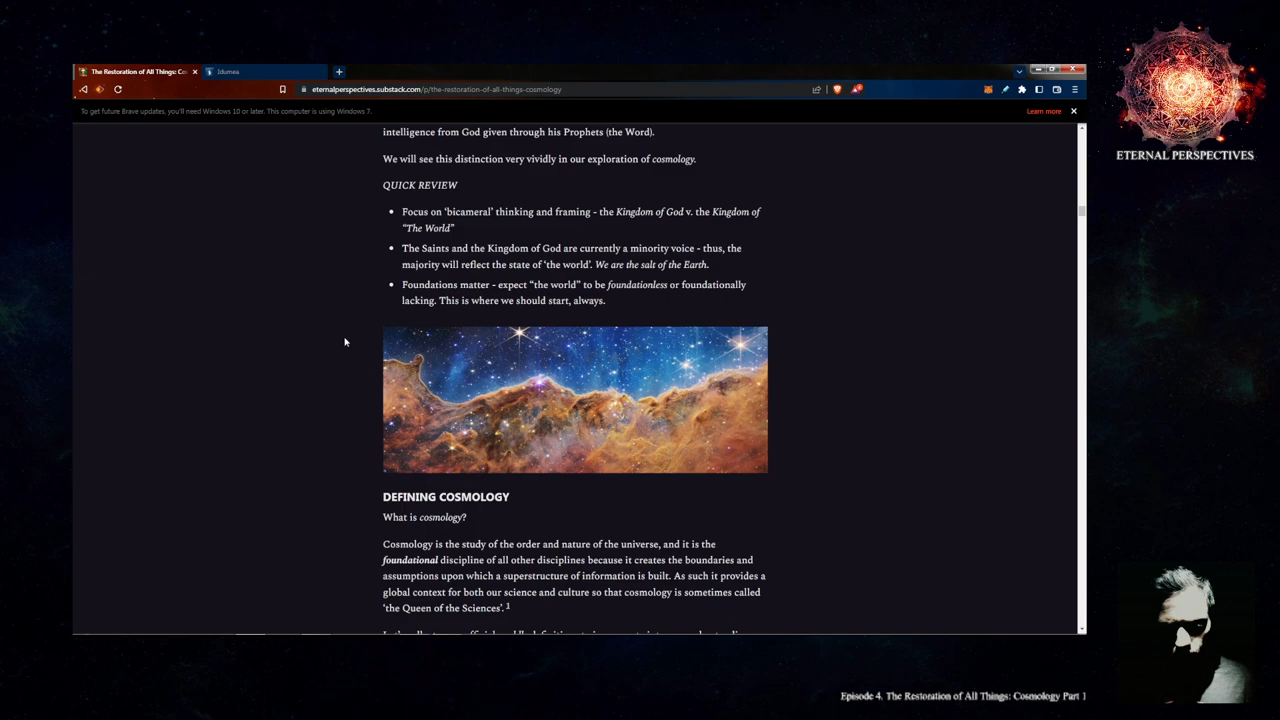 The Restoration of All Things: Co
Idumea
eternalperspectives.substack.com/p/the-restoration-of-all-things-cosmology
To get future Brave updates, you'll need Windows 10 or later. This computer is using Windows 7.
Learn more
ETERNAL PERSPECTIVES
intelligence from God given through his Prophets (the Word).
We will see this distinction very vividly in our exploration of cosmology.
QUICK REVIEW
• Focus on 'bicameral' thinking and framing - the Kingdom of God v. the Kingdom of
"The World"
• The Saints and the Kingdom of God are currently a minority voice - thus, the
majority will reflect the state of 'the world'. We are the salt of the Earth.
• Foundations matter - expect "the world" to be foundationless or foundationally
lacking. This is where we should start, always.
DEFINING COSMOLOGY
What is cosmology?
Cosmology is the study of the order and nature of the universe, and it is the
foundational discipline of all other disciplines because it creates the boundaries and
assumptions upon which a superstructure of information is built. As such it provides a
global context for both our science and culture so that cosmology is sometimes called
'the Queen of the Sciences'. 1
Episode 4. The Restoration of All Things: Cosmology Part 1